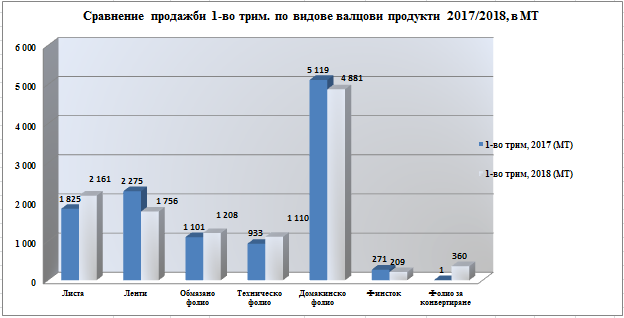 Сравнение продажби 1-во трим. по видове валцови продукти 2017/2018, в МТ
6 000
5 000
4 000
3 000
2 000
1 000
0
1 825
2 161
2 275
1 756
1 101
1 208
933
1 110
5 119
4 881
271
209
1
360
1-во трим, 2017 (МТ)
1-во трим, 2018 (МТ)
Листа
Ленти
Обмазано фолио
Техническо фолио
Домакинско фолио
Финсток
Фолио за конвертиране